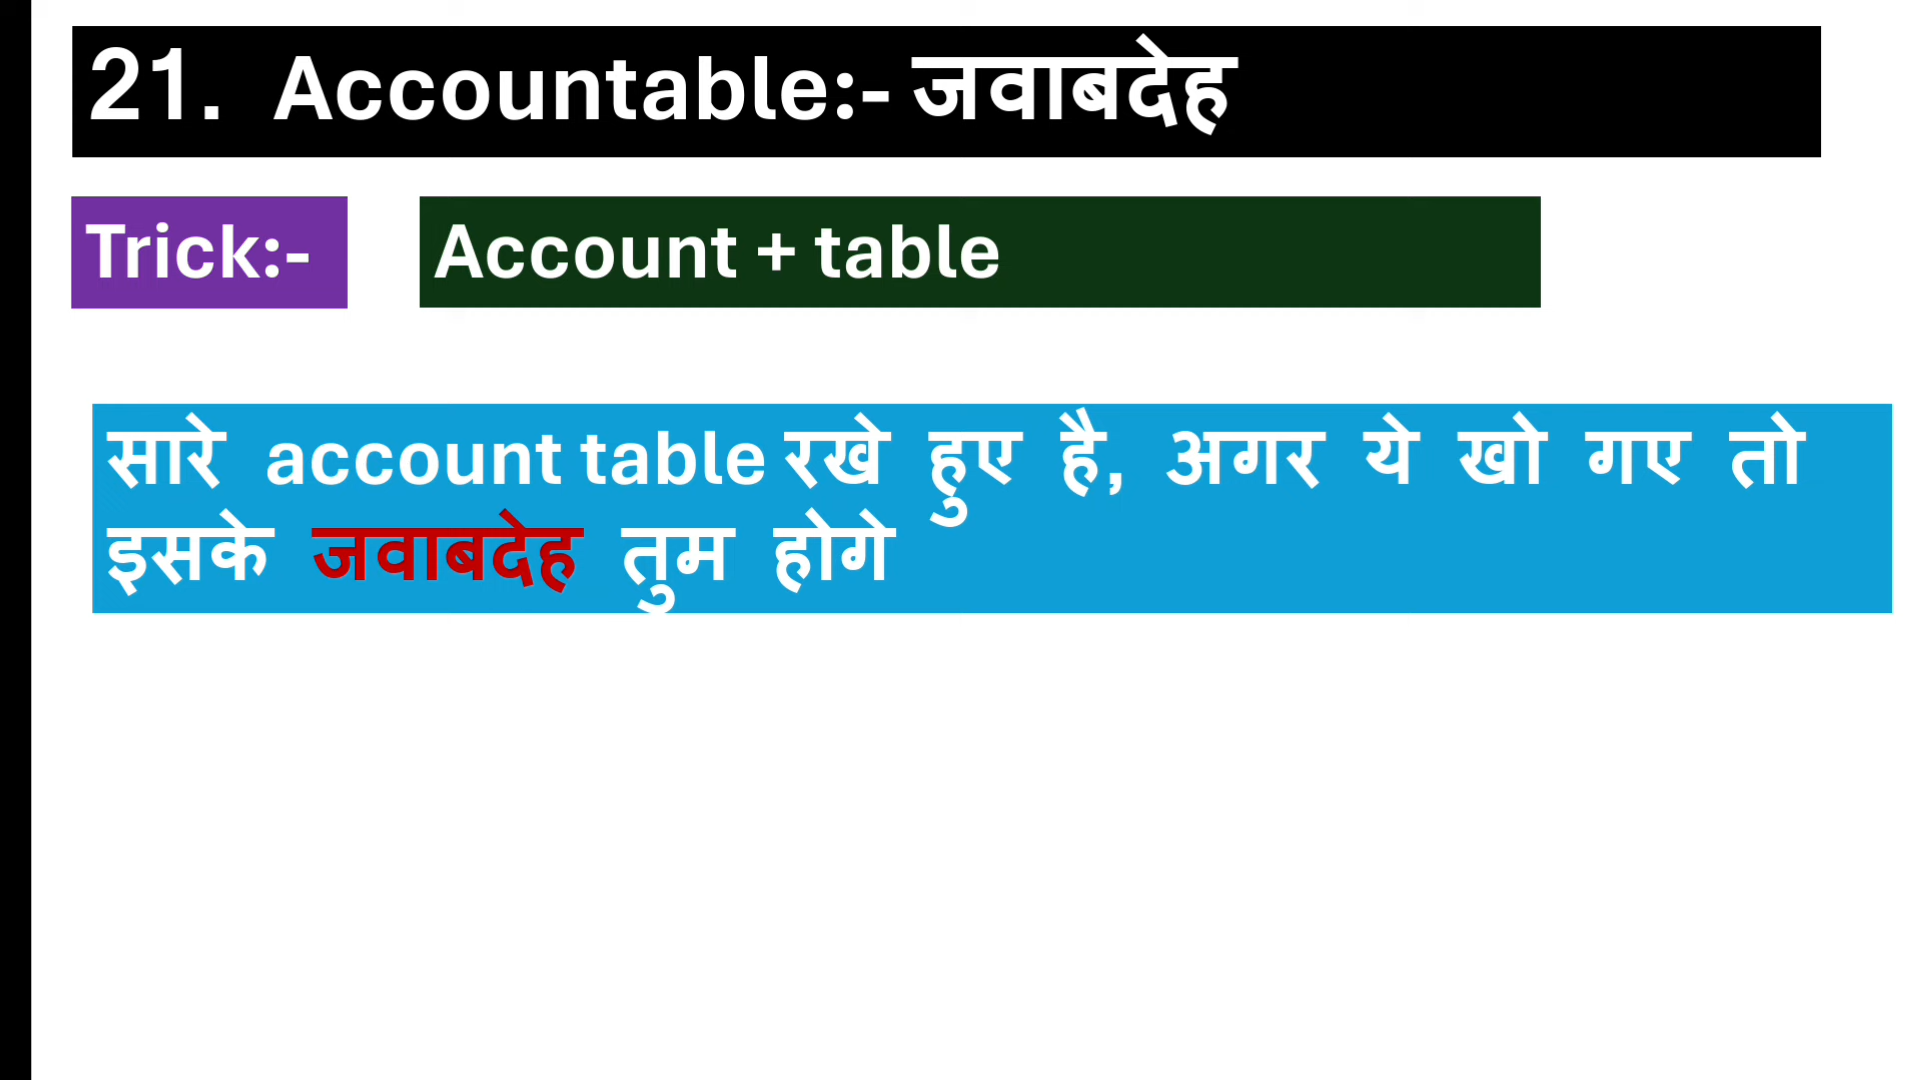 21. Accountable:- जवाबदेह
Trick:-
Account + table
सारे account table रखे हुए है, अगर ये खो गए तो
इसके जवाबदेह तुम होगे